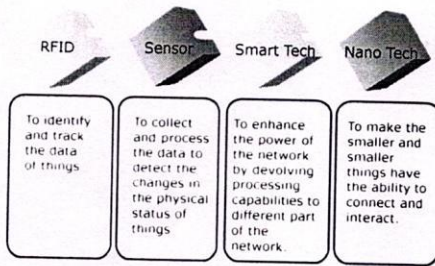 RFID
Sensor
Smart Tech
Nano Tech
To identify
and track
the data
of things
To collect
and process
the data to
detect the
changes in
the physical
status of
things
To enhance
the power of
the network
by devolving
processing
capabilities to
different part
of the
network.
To make the
smaller and
smaller
things have
the ability to
connect and
interact.